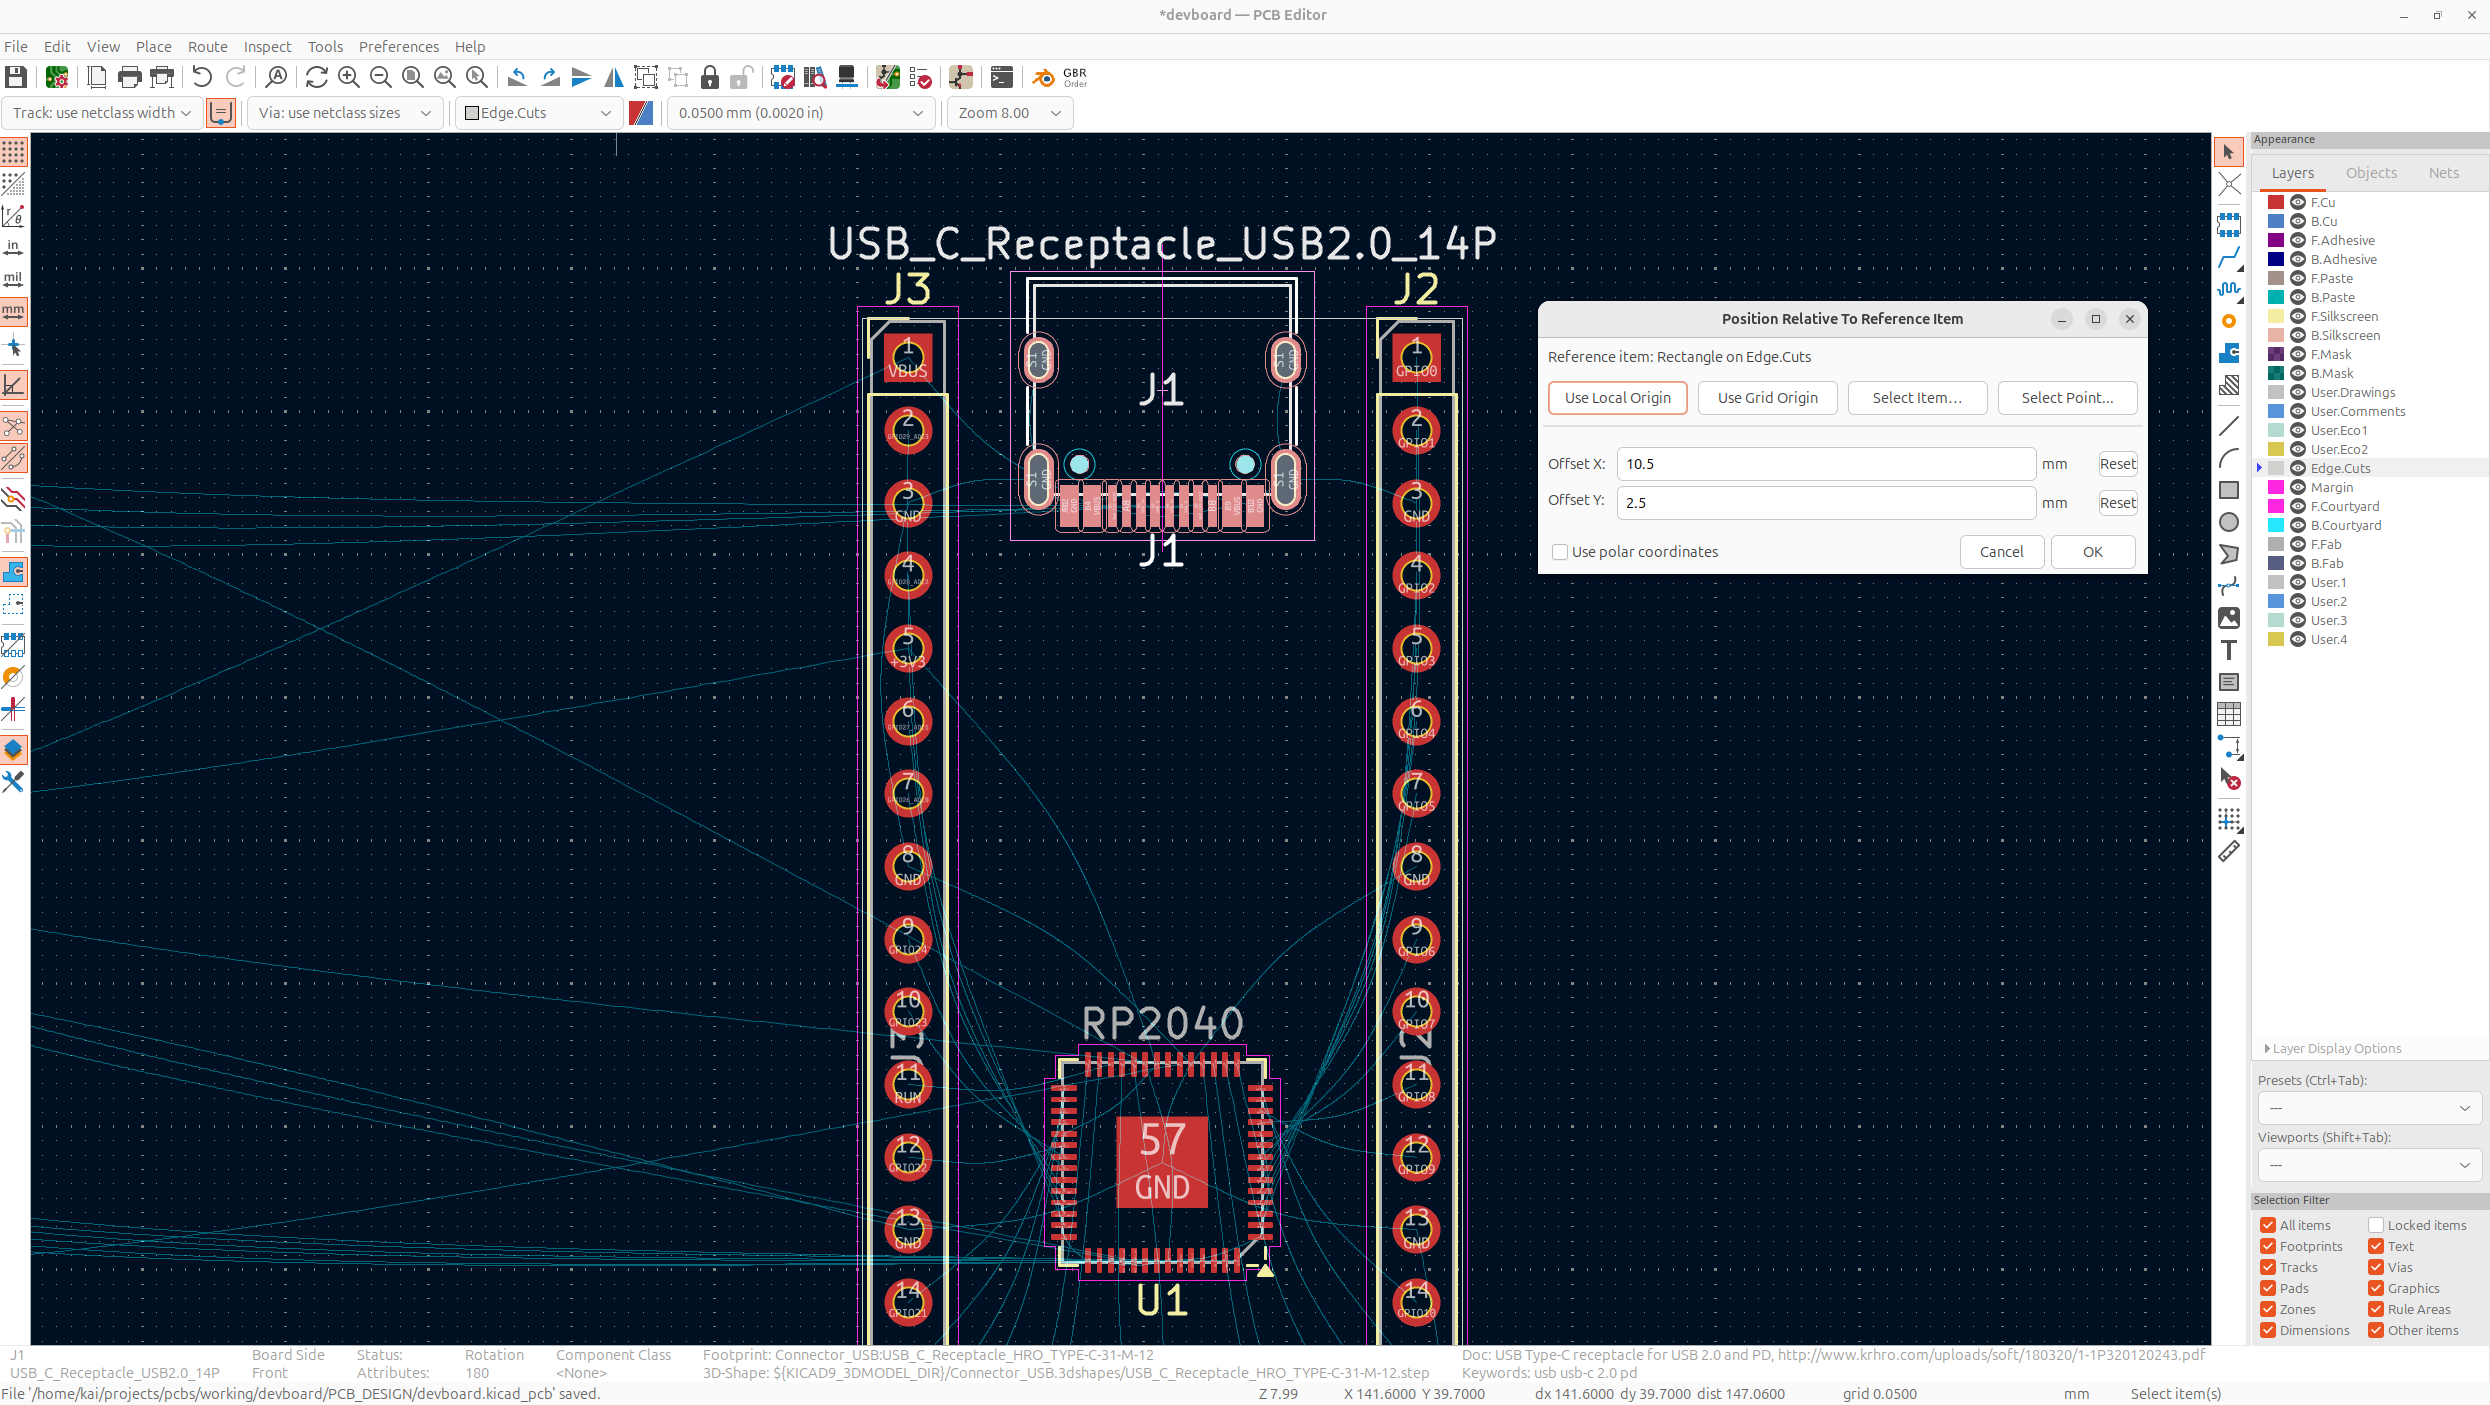 *devboard — PCB Editor
File Edit View Place Route Inspect Tools Preferences Help
GBR
Order
Track: use netclass width Via: use netclass sizes Edge.Cuts 0.0500 mm (0.0020 in) Zoom 8.00
in
mil
mm
USB_C_Receptacle_USB2.0_14P
J3 J2
1
VBUS
2
3
GND
4
5
+3V3
6
7
8
GND
9
GPIO24
10
GPIO23
J3
11
RUN
12
GPIO22
13
GND
14
GPIO21
J1
J1
S1 GND
S1 GND
S1 GND
S1 GND
RP2040
57
GND
U1
1
GPIO0
2
GPIO1
3
GND
4
GPIO2
5
GPIO3
6
GPIO4
7
GPIO5
8
GND
9
GPIO6
10
GPIO7
J2
11
GPIO8
12
GPIO9
13
GND
14
GPIO10
Position Relative To Reference Item
Reference item: Rectangle on Edge.Cuts
Use Local Origin Use Grid Origin Select Item... Select Point...
Offset X: 10.5 mm Reset
Offset Y: 2.5 mm Reset
Use polar coordinates Cancel OK
Appearance
Layers Objects Nets
F.Cu
B.Cu
F.Adhesive
B.Adhesive
F.Paste
B.Paste
F.Silkscreen
B.Silkscreen
F.Mask
B.Mask
User.Drawings
User.Comments
User.Eco1
User.Eco2
Edge.Cuts
Margin
F.Courtyard
B.Courtyard
F.Fab
B.Fab
User.1
User.2
User.3
User.4
Layer Display Options
Presets (Ctrl+Tab):
---
Viewports (Shift+Tab):
---
Selection Filter
All items Locked items
Footprints Text
Tracks Vias
Pads Graphics
Zones Rule Areas
Dimensions Other items
J1 Board Side Status: Rotation Component Class Footprint: Connector_USB:USB_C_Receptacle_HRO_TYPE-C-31-M-12 Doc: USB Type-C receptacle for USB 2.0 and PD, http://www.krhro.com/uploads/soft/180320/1-1P320120243.pdf
USB_C_Receptacle_USB2.0_14P Front Attributes: 180 <None> 3D-Shape: ${KICAD9_3DMODEL_DIR}/Connector_USB.3dshapes/USB_C_Receptacle_HRO_TYPE-C-31-M-12.step Keywords: usb usb-c 2.0 pd
File '/home/kai/projects/pcbs/working/devboard/PCB_DESIGN/devboard.kicad_pcb' saved. Z 7.99 X 141.6000 Y 39.7000 dx 141.6000 dy 39.7000 dist 147.0600 grid 0.0500 mm Select item(s)